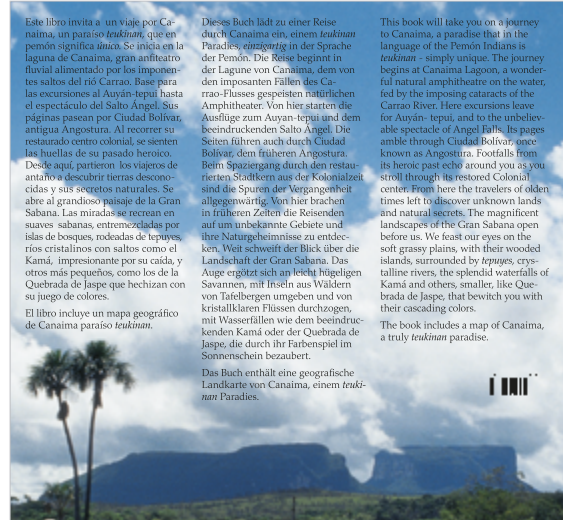 Este libro invita a un viaje por Ca-
naima, un paraíso teukinan, que en
pemón significa único. Se inicia en la
laguna de Canaima, gran anfiteatro
fluvial alimentado por los imponen-
tes saltos del rió Carrao. Base para
las excursiones al Auyán-tepui hasta
el espectáculo del Salto Ángel. Sus
páginas pasean por Ciudad Bolívar,
antigua Angostura. Al recorrer su
restaurado centro colonial, se sienten
las huellas de su pasado heroico.
Desde aquí, partieron los viajeros de
antaño a descubrir tierras descono-
cidas y sus secretos naturales. Se
abre al grandioso paisaje de la Gran
Sabana. Las miradas se recrean en
suaves sabanas, entremezcladas por
islas de bosques, rodeadas de tepuyes,
ríos cristalinos con saltos como el
Kamá, impresionante por su caída, y
otros más pequeños, como los de la
Quebrada de Jaspe que hechizan con
su juego de colores.
El libro incluye un mapa geográfico
de Canaima paraíso teukinan.
Dieses Buch lädt zu einer Reise
durch Canaima ein, einem teukinan
Paradies, einzigartig in der Sprache
der Pemón. Die Reise beginnt in
der Lagune von Canaima, dem von
den imposanten Fällen des Ca-
rrao-Flusses gespeisten natürlichen
Amphitheater. Von hier starten die
Ausflüge zum Auyan-tepui und dem
beeindruckenden Salto Ángel. Die
Seiten führen auch durch Ciudad
Bolívar, dem früheren Angostura.
Beim Spaziergang durch den restau-
rierten Stadtkern aus der Kolonialzeit
sind die Spuren der Vergangenheit
allgegenwärtig. Von hier brachen
in früheren Zeiten die Reisenden
auf um unbekannte Gebiete und
ihre Naturgeheimnisse zu entdec-
ken. Weit schweift der Blick über die
Landschaft der Gran Sabana. Das
Auge ergötzt sich an leicht hügeligen
Savannen, mit Inseln aus Wäldern
von Tafelbergen umgeben und von
kristallklaren Flüssen durchzogen,
mit Wasserfällen wie dem beeindruc-
kenden Kamá oder der Quebrada de
Jaspe, die durch ihr Farbenspiel im
Sonnenschein bezaubert.
Das Buch enthält eine geografische
Landkarte von Canaima, einem teuki-
nan Paradies.
This book will take you on a journey
to Canaima, a paradise that in the
language of the Pemón Indians is
teukinan - simply unique. The journey
begins at Canaima Lagoon, a wonder-
ful natural amphitheatre on the water,
fed by the imposing cataracts of the
Carrao River. Here excursions leave
for Auyán- tepui, and to the unbeliev-
able spectacle of Angel Falls. Its pages
amble through Ciudad Bolívar, once
known as Angostura. Footfalls from
its heroic past echo around you as you
stroll through its restored Colonial
center. From here the travelers of olden
times left to discover unknown lands
and natural secrets. The magnificent
landscapes of the Gran Sabana open
before us. We feast our eyes on the
soft grassy plains, with their wooded
islands, surrounded by tepuyes, crys-
talline rivers, the splendid waterfalls of
Kamá and others, smaller, like Que-
brada de Jaspe, that bewitch you with
their cascading colors.
The book includes a map of Canaima,
a truly teukinan paradise.